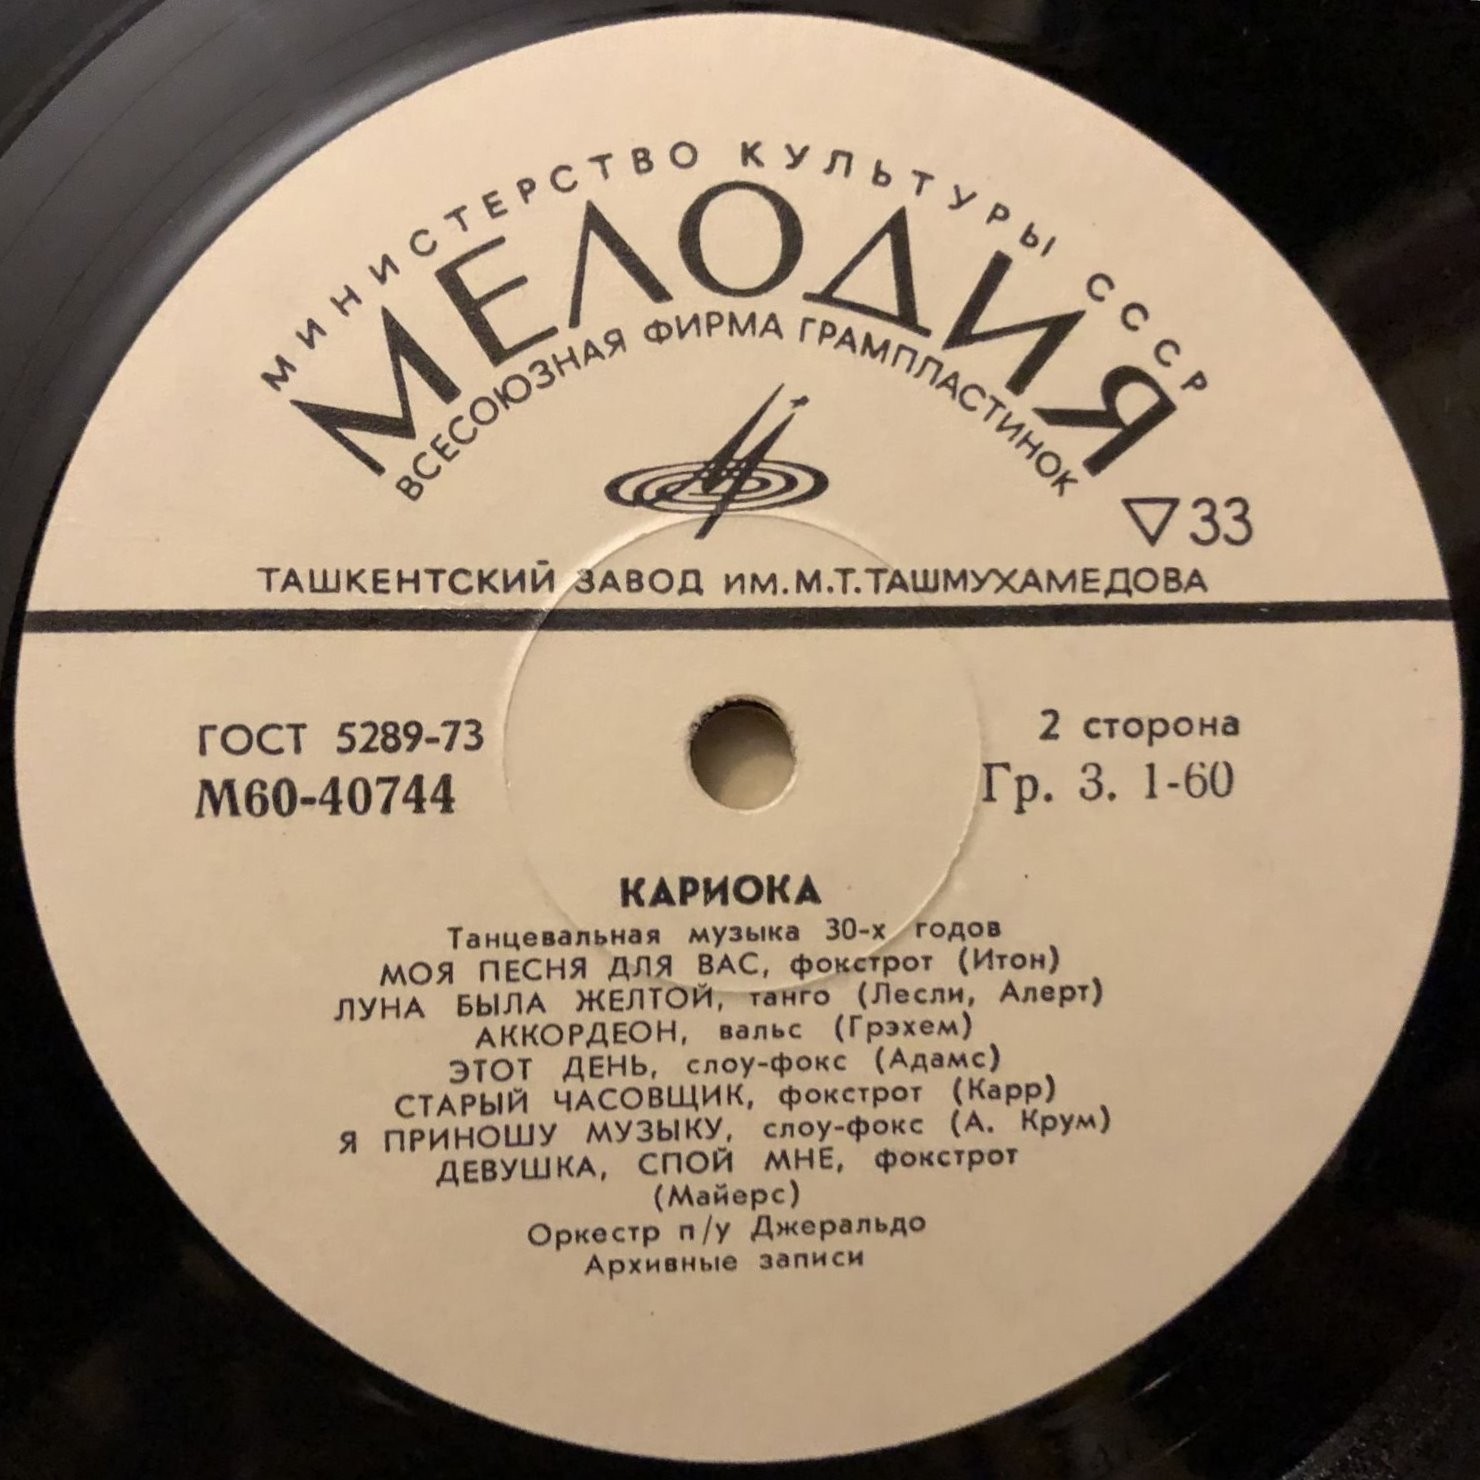 МИНИСТЕРСТВО КУЛЬТУРЫ СССР
МЕЛОДИЯ
ВСЕСОЮЗНАЯ ФИРМА ГРАМПЛАСТИНОК
▽33
ТАШКЕНТСКИЙ ЗАВОД ИМ.М.Т.ТАШМУХАМЕДОВА
ГОСТ 5289-73
2 сторона
М60-40744
Гр. 3. 1-60
КАРИОКА
Танцевальная музыка 30-х годов
МОЯ ПЕСНЯ ДЛЯ ВАС, фокстрот (Итон)
ЛУНА БЫЛА ЖЕЛТОЙ, танго (Лесли, Алерт)
АККОРДЕОН, вальс (Грэхем)
ЭТОТ ДЕНЬ, слоу-фокс (Адамс)
СТАРЫЙ ЧАСОВЩИК, фокстрот (Карр)
Я ПРИНОШУ МУЗЫКУ, слоу-фокс (А. Крум)
ДЕВУШКА, СПОЙ МНЕ, фокстрот
(Майерс)
Оркестр п/у Джеральдо
Архивные записи